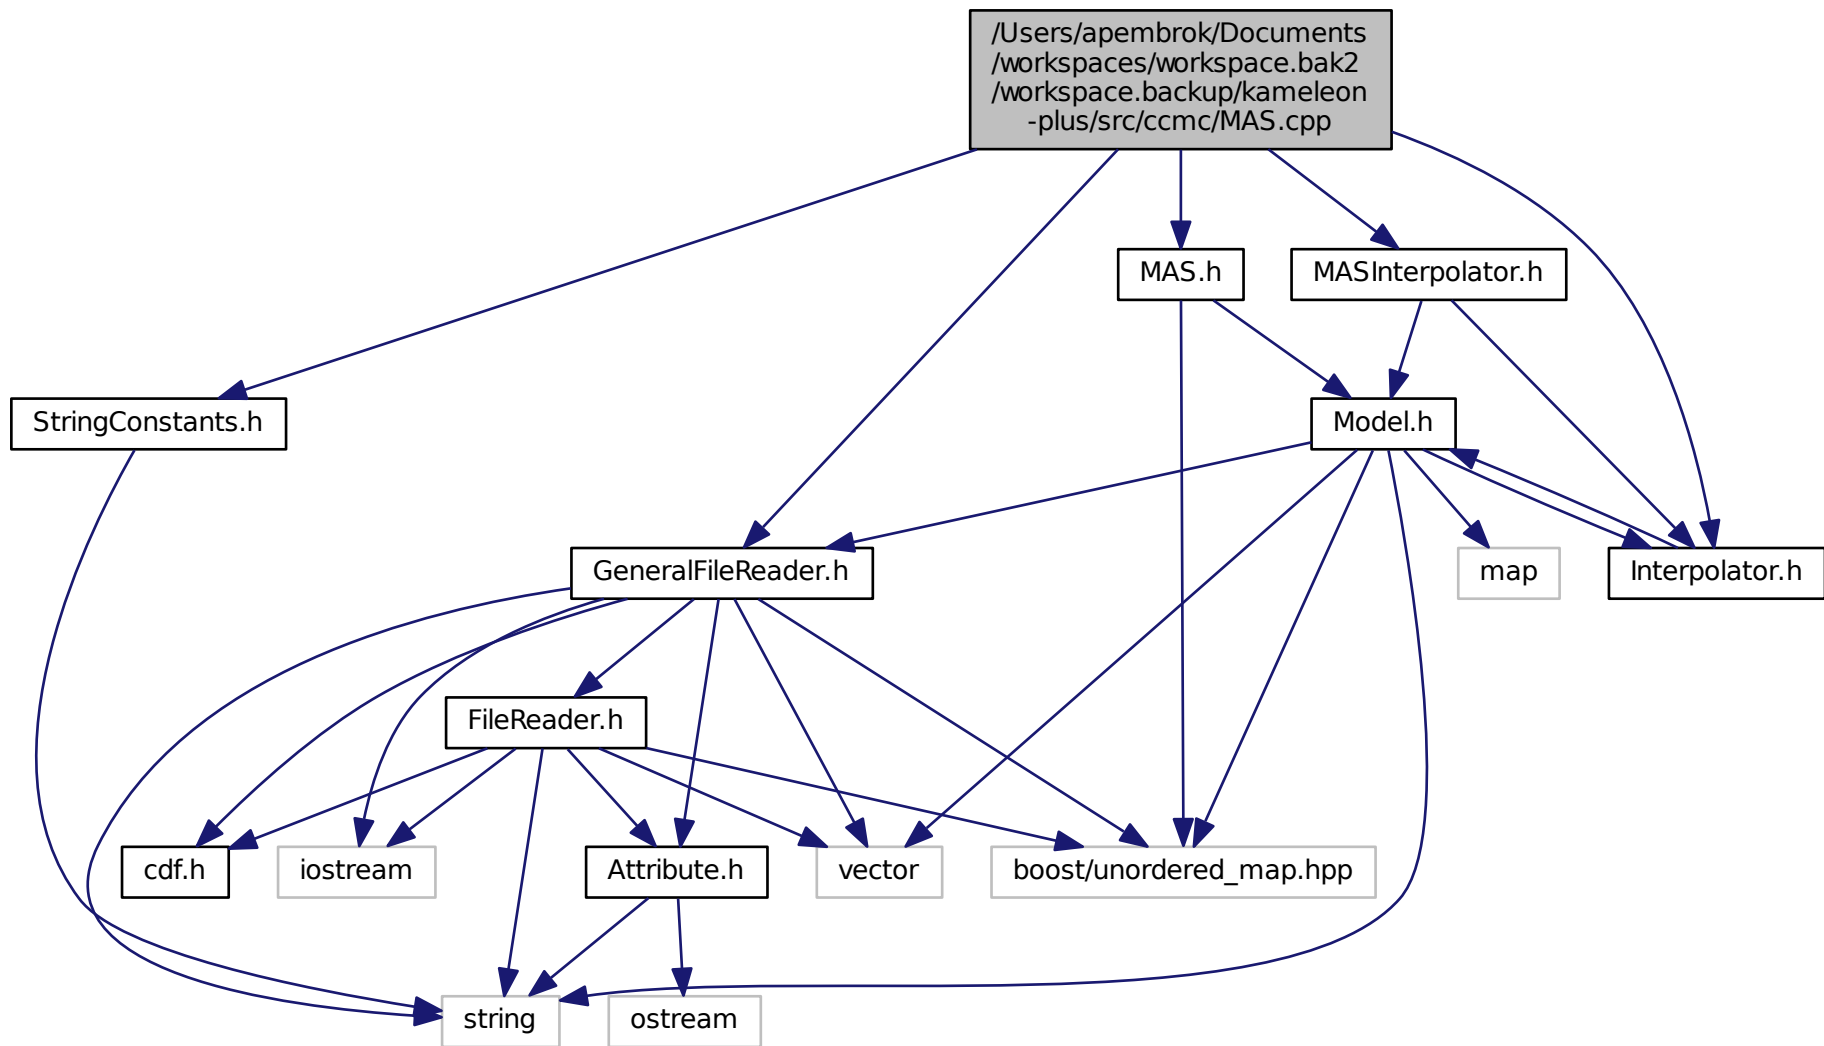 /Users/apembrok/Documents
/workspaces/workspace.bak2
/workspace.backup/kameleon
-plus/src/ccmc/MAS.cpp
MAS.h
MASInterpolator.h
StringConstants.h
Model.h
GeneralFileReader.h
map
Interpolator.h
FileReader.h
cdf.h
iostream
Attribute.h
vector
boost/unordered_map.hpp
string
ostream